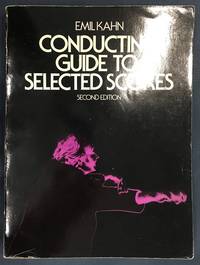 EMIL KAHN
CONDUCTING
GUIDE TO
SELECTED SCORES
SECOND EDITION